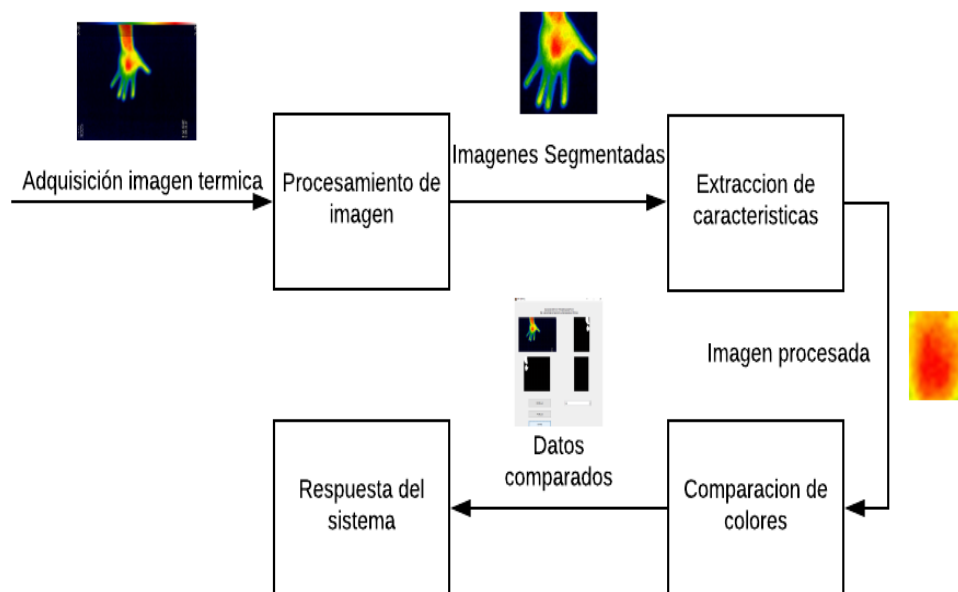 Adquisición imagen termica
Procesamiento de
imagen
Imagenes Segmentadas
Extraccion de
caracteristicas
Imagen procesada
Comparacion de
colores
Datos
comparados
Respuesta del
sistema